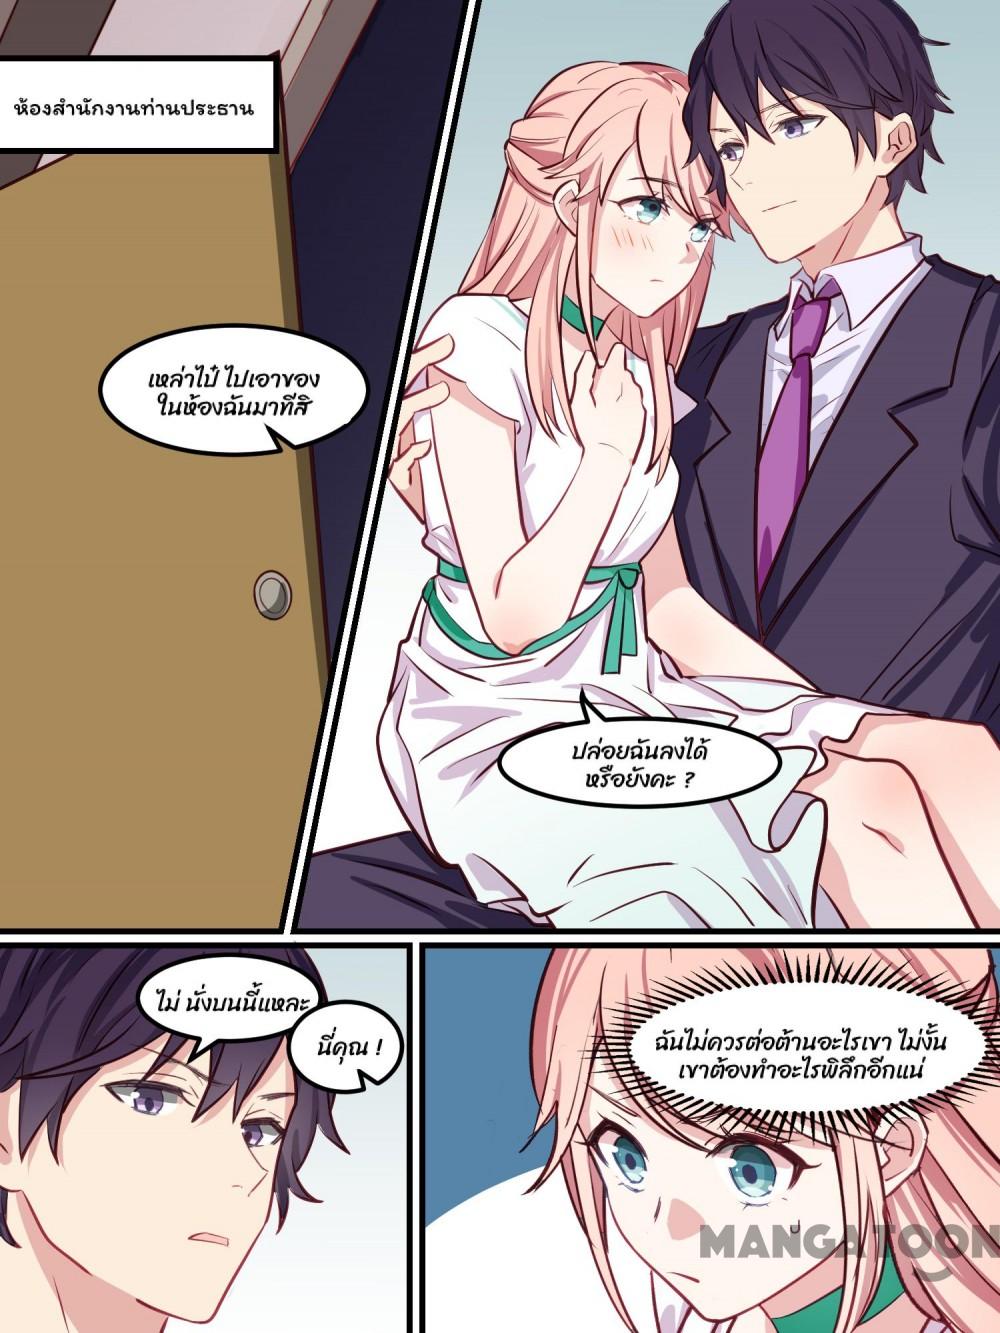 ห้องสำนักงานท่านประธาน
เหล่าไป๋ ไปเอาของ
ในห้องฉันมาทีสิ
ปล่อยฉันลงได้
หรือยังคะ ?
ไม่ นั่งบนนี้แหละ
นี่คุณ !
ฉันไม่ควรต่อต้านอะไรเขา ไม่งั้น
เขาต้องทำอะไรพิลึกอีกแน่
MANGATOON